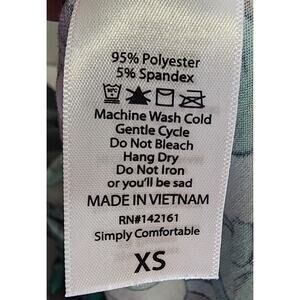 95% Polyester
5% Spandex
Machine Wash Cold
Gentle Cycle
Do Not Bleach
Hang Dry
Do Not Iron
or you'll be sad
MADE IN VIETNAM
RN#142161
Simply Comfortable
XS